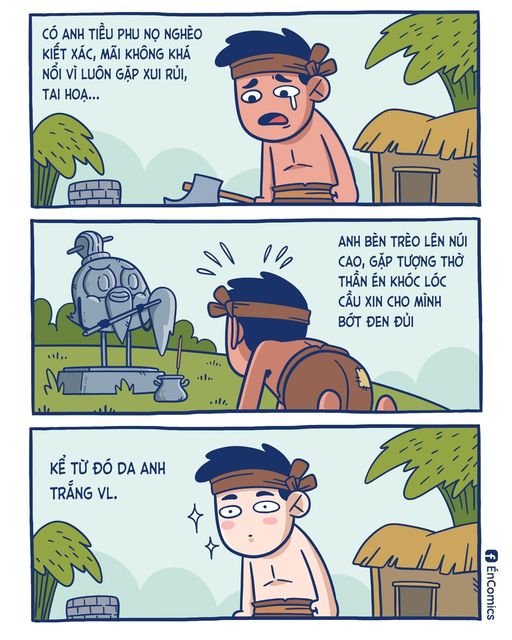 CÓ ANH TIỀU PHU NỌ NGHÈO
KIẾT XÁC, MÃI KHÔNG KHÁ
NỔI VÌ LUÔN GẶP XUI RỦI,
TAI HOẠ...
ANH BÈN TRÈO LÊN NÚI
CAO, GẶP TƯỢNG THỜ
THẦN ÉN KHÓC LÓC
CẦU XIN CHO MÌNH
BỚT ĐEN ĐỦI
KỂ TỪ ĐÓ DA ANH
TRẮNG VL.
ÉnComics